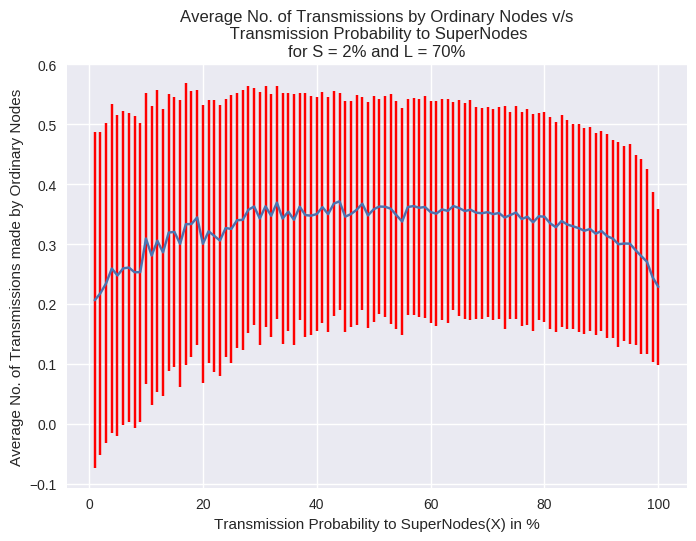 Average No. of Transmissions by Ordinary Nodes v/s
Transmission Probability to SuperNodes
for S = 2% and L = 70%
Average No. of Transmissions made by Ordinary Nodes
0.6
0.5
0.4
0.3
0.2
0.1
0.0
−0.1
0 20 40 60 80 100
Transmission Probability to SuperNodes(X) in %